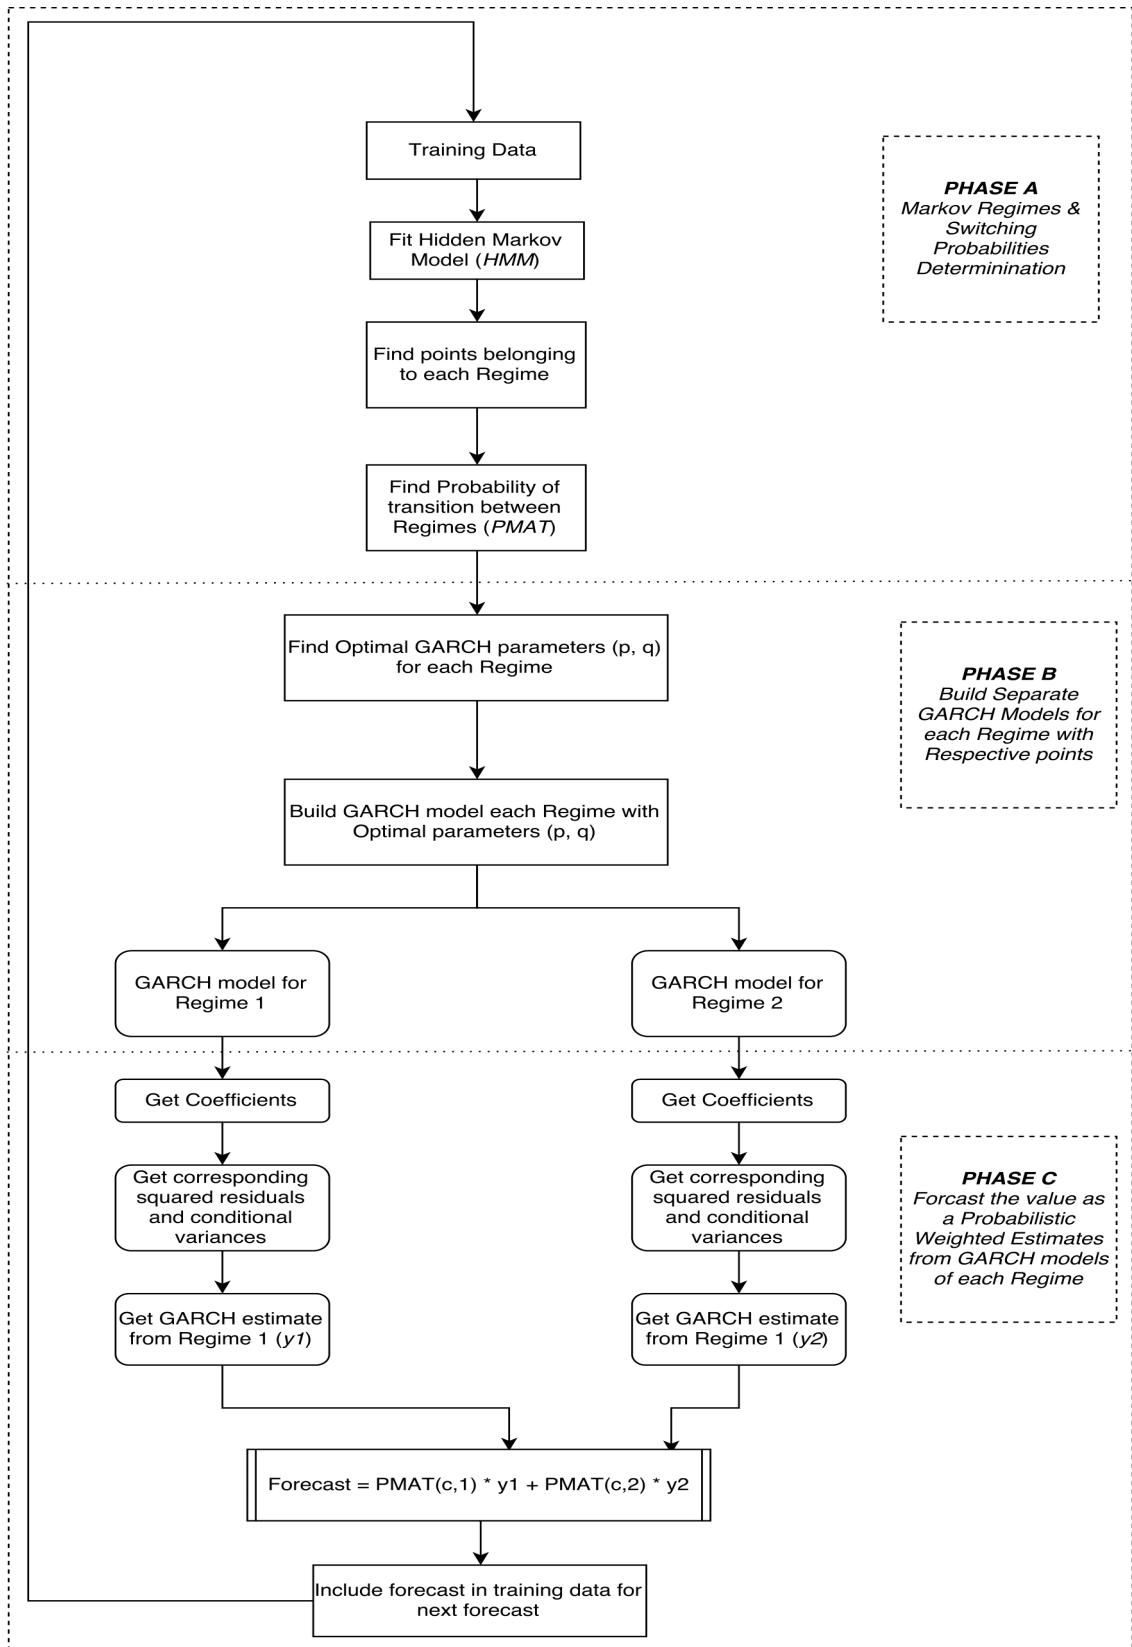 Training Data
PHASE A
Markov Regimes &
Switching
Probabilities
Determinination
Fit Hidden Markov
Model (HMM)
Find points belonging
to each Regime
Find Probability of
transition between
Regimes (PMAT)
Find Optimal GARCH parameters (p, q)
for each Regime
PHASE B
Build Separate
GARCH Models for
each Regime with
Respective points
Build GARCH model each Regime with
Optimal parameters (p, q)
GARCH model for
Regime 1
GARCH model for
Regime 2
Get Coefficients
Get Coefficients
PHASE C
Forcast the value as
a Probabilistic
Weighted Estimates
from GARCH models
of each Regime
Get corresponding
squared residuals
and conditional
variances
Get corresponding
squared residuals
and conditional
variances
Get GARCH estimate
from Regime 1 (y1)
Get GARCH estimate
from Regime 1 (y2)
Forecast = PMAT(c,1) * y1 + PMAT(c,2) * y2
Include forecast in training data for
next forecast